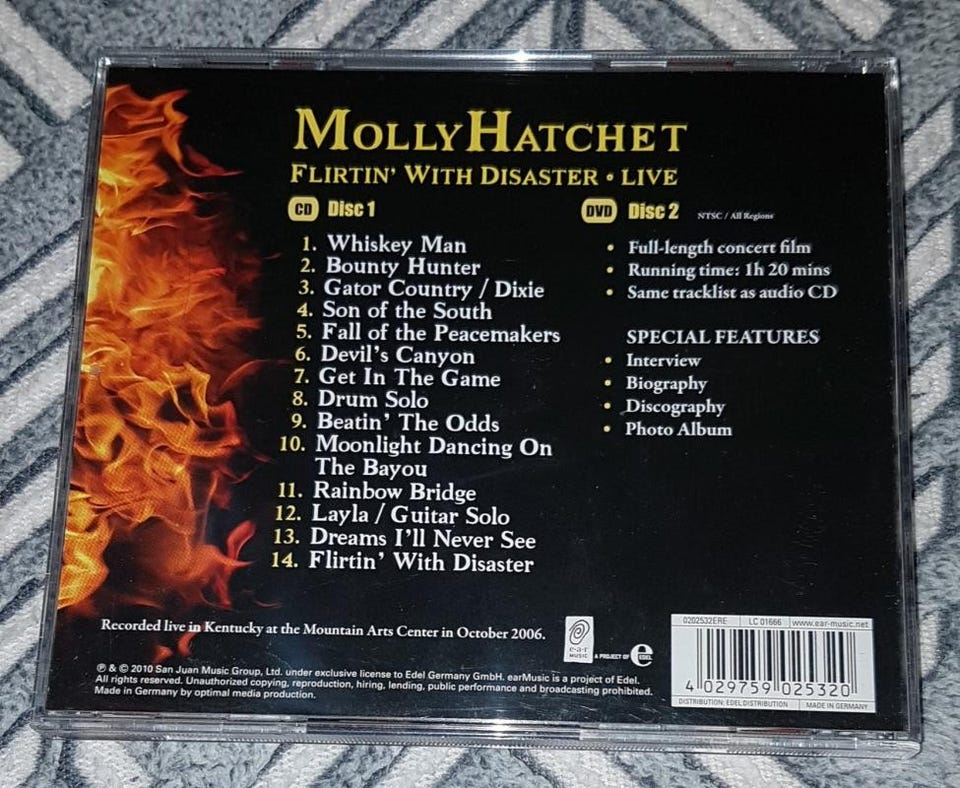 MOLLY HATCHET
FLIRTIN' WITH DISASTER • LIVE
CD Disc 1
1. Whiskey Man
2. Bounty Hunter
3. Gator Country / Dixie
4. Son of the South
5. Fall of the Peacemakers
6. Devil's Canyon
7. Get In The Game
8. Drum Solo
9. Beatin' The Odds
10. Moonlight Dancing On
The Bayou
11. Rainbow Bridge
12. Layla / Guitar Solo
13. Dreams I'll Never See
14. Flirtin' With Disaster
DVD Disc 2 NTSC / All Regions
• Full-length concert film
• Running time: 1h 20 mins
• Same tracklist as audio CD
SPECIAL FEATURES
• Interview
• Biography
• Discography
• Photo Album
Recorded live in Kentucky at the Mountain Arts Center in October 2006.
℗ & © 2010 San Juan Music Group, Ltd. under exclusive license to Edel Germany GmbH. earMusic is a project of Edel.
All rights reserved. Unauthorized copying, reproduction, hiring, lending, public performance and broadcasting prohibited.
Made in Germany by optimal media production.
e·a·r
MUSIC
A PROJECT OF e EDEL
0202532ERE LC 01666 www.ear-music.net
4 029759 025320
DISTRIBUTION: EDEL:DISTRIBUTION MADE IN GERMANY